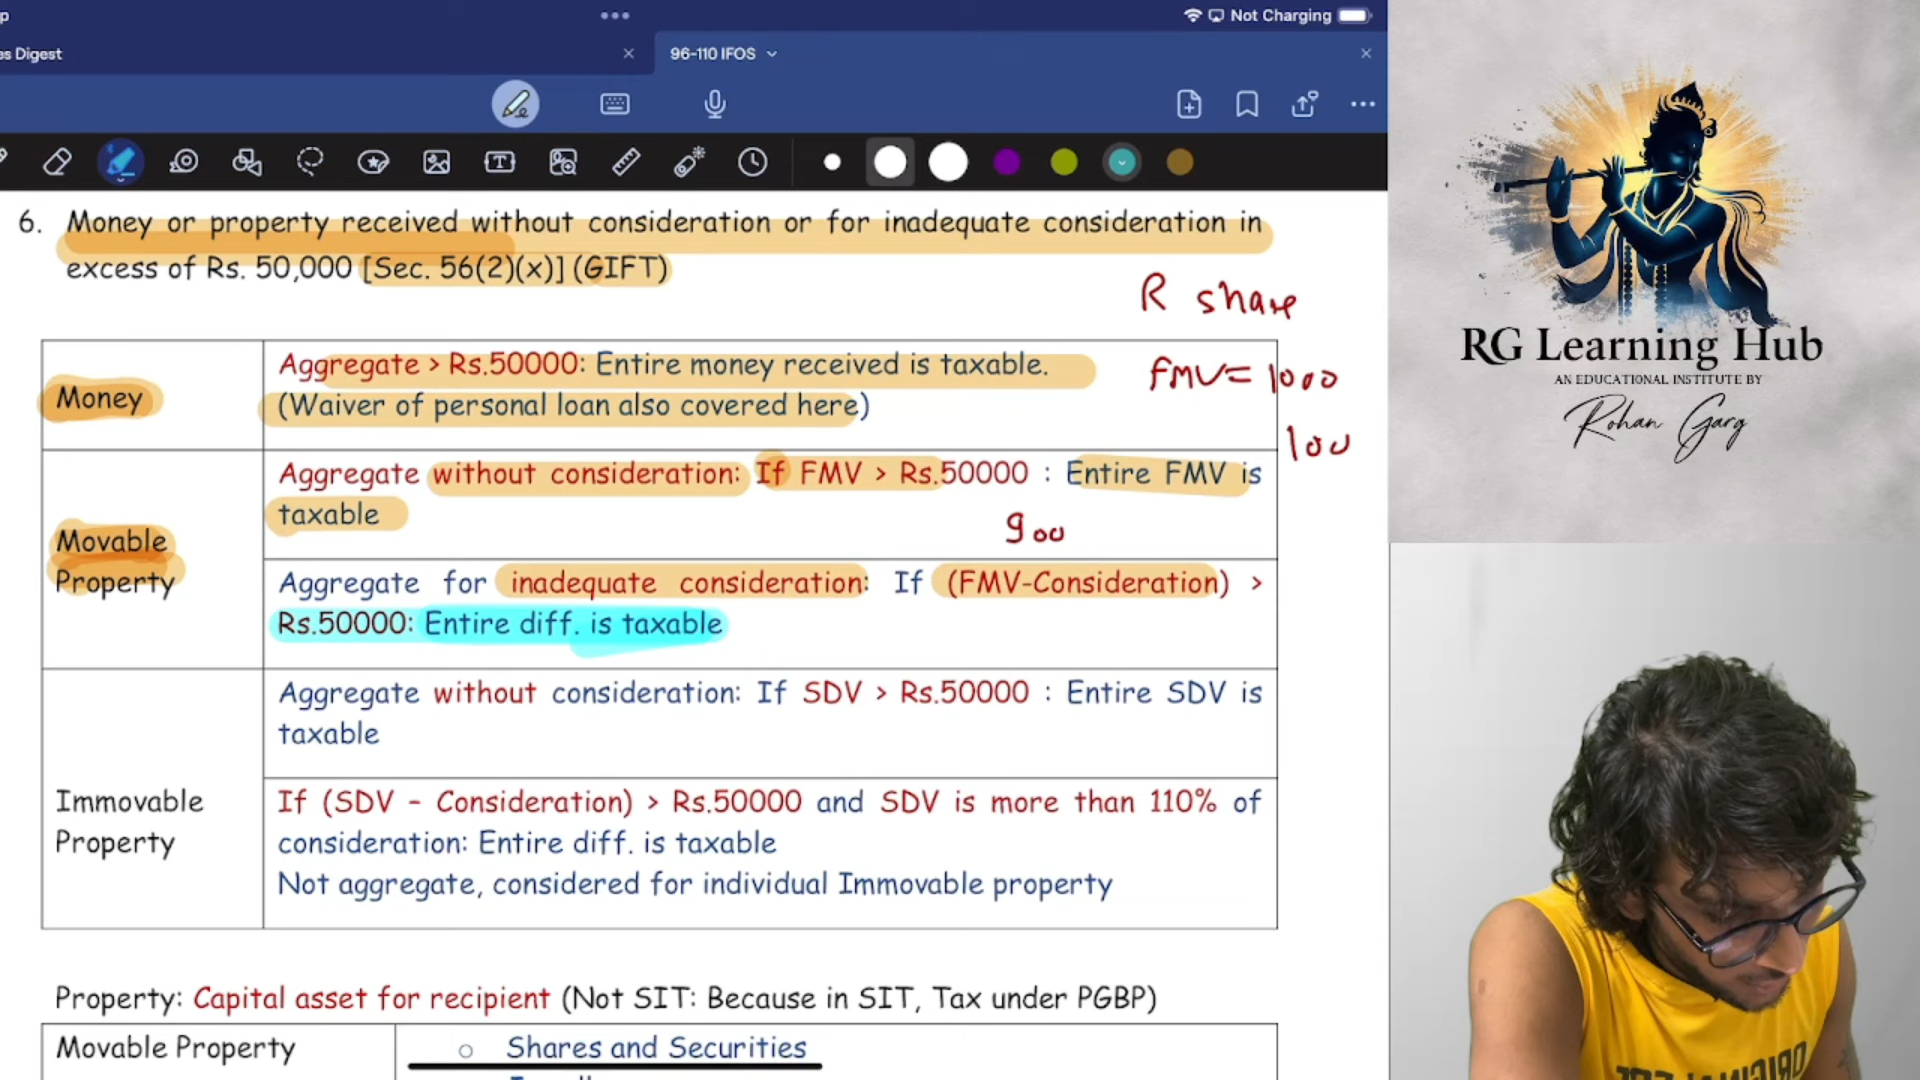 p
Not Charging
es Digest
96-110 IFOS
6. Money or property received without consideration or for inadequate consideration in
excess of Rs. 50,000 [Sec. 56(2)(x)] (GIFT)
R share
FMV = 1000
100
Money
Aggregate > Rs.50000: Entire money received is taxable.
(Waiver of personal loan also covered here)
Movable
Property
Aggregate without consideration: If FMV > Rs.50000 : Entire FMV is
taxable
900
Aggregate for inadequate consideration: If (FMV-Consideration) >
Rs.50000: Entire diff. is taxable
Immovable
Property
Aggregate without consideration: If SDV > Rs.50000 : Entire SDV is
taxable
If (SDV – Consideration) > Rs.50000 and SDV is more than 110% of
consideration: Entire diff. is taxable
Not aggregate, considered for individual Immovable property
Property: Capital asset for recipient (Not SIT: Because in SIT, Tax under PGBP)
Movable Property
○ Shares and Securities
RG Learning Hub
AN EDUCATIONAL INSTITUTE BY
Rohan Garg